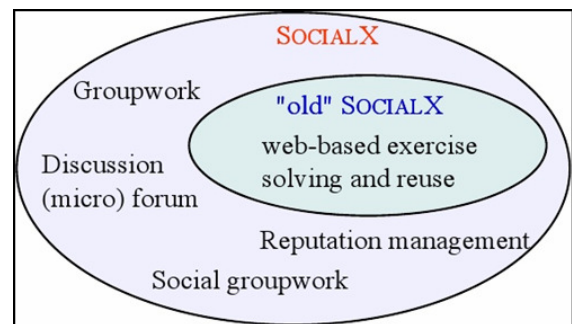 SOCIALX
Groupwork
"old" SOCIALX
web-based exercise
solving and reuse
Discussion
(micro) forum
Reputation management
Social groupwork